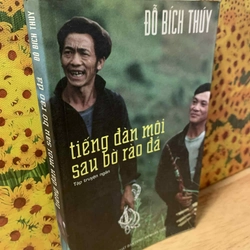 ĐỖ BÍCH THÚY
tiếng đàn môi
sau bờ rào đá
Tập truyện ngắn
ĐỖ BÍCH THÚY
tiếng đàn môi sau bờ rào đá